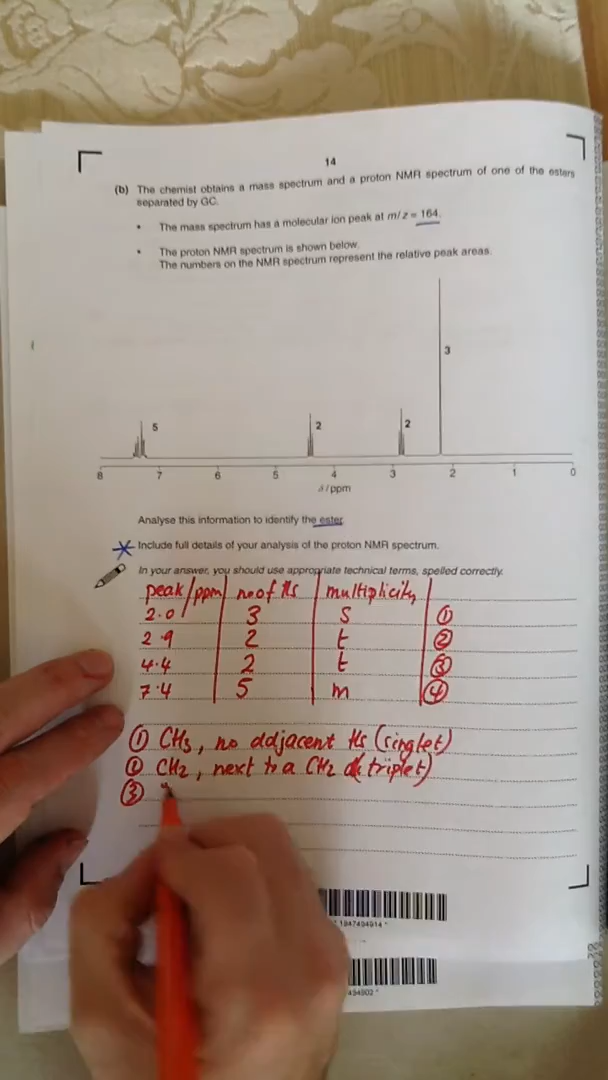 14
(b) The chemist obtains a mass spectrum and a proton NMR spectrum of one of the esters
separated by GC.
• The mass spectrum has a molecular ion peak at m/z = 164.
• The proton NMR spectrum is shown below.
The numbers on the NMR spectrum represent the relative peak areas.
3
5 2 2
8 7 6 5 4 3 2 1 0
δ/ppm
Analyse this information to identify the ester.
* Include full details of your analysis of the proton NMR spectrum.
In your answer, you should use appropriate technical terms, spelled correctly.
peak/ppm no of Hs multiplicity
2.0 3 s ①
2.9 2 t ②
4.4 2 t ③
7.4 5 m ④
① CH3, no adjacent Hs (singlet)
② CH2, next to a CH2 (triplet)
③
* 1947494914 *
494902 *